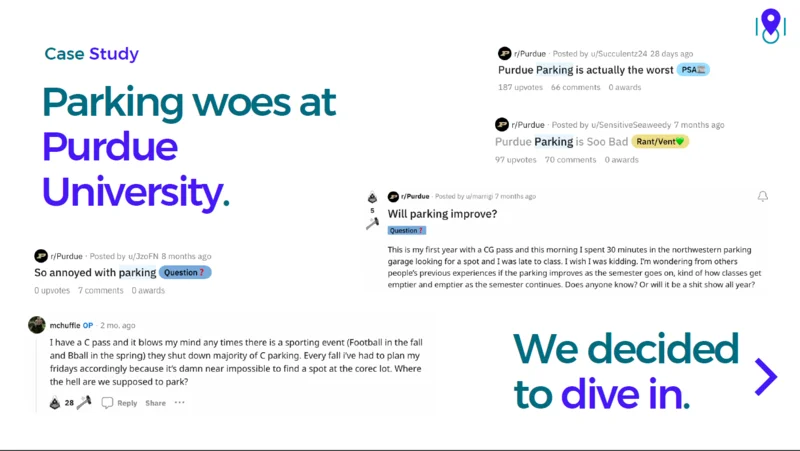 Case Study
Parking woes at
Purdue
University.
r/Purdue · Posted by u/Succulentz24 28 days ago
Purdue Parking is actually the worst PSA
187 upvotes 66 comments 0 awards
r/Purdue · Posted by u/SensitiveSeaweedy 7 months ago
Purdue Parking is Soo Bad Rant/Vent💚
97 upvotes 70 comments 0 awards
r/Purdue · Posted by u/mamigi 7 months ago
5
Will parking improve?
Question❓
This is my first year with a CG pass and this morning I spent 30 minutes in the northwestern parking
garage looking for a spot and I was late to class. I wish I was kidding. I'm wondering from others
people's previous experiences if the parking improves as the semester goes on, kind of how classes get
emptier and emptier as the semester continues. Does anyone know? Or will it be a shit show all year?
r/Purdue · Posted by u/JzoFN 8 months ago
So annoyed with parking Question❓
0 upvotes 7 comments 0 awards
mchuffle OP · 2 mo. ago
I have a C pass and it blows my mind any times there is a sporting event (Football in the fall
and Bball in the spring) they shut down majority of C parking. Every fall i've had to plan my
fridays accordingly because it's damn near impossible to find a spot at the corec lot. Where
the hell are we supposed to park?
28 Reply Share ···
We decided
to dive in.